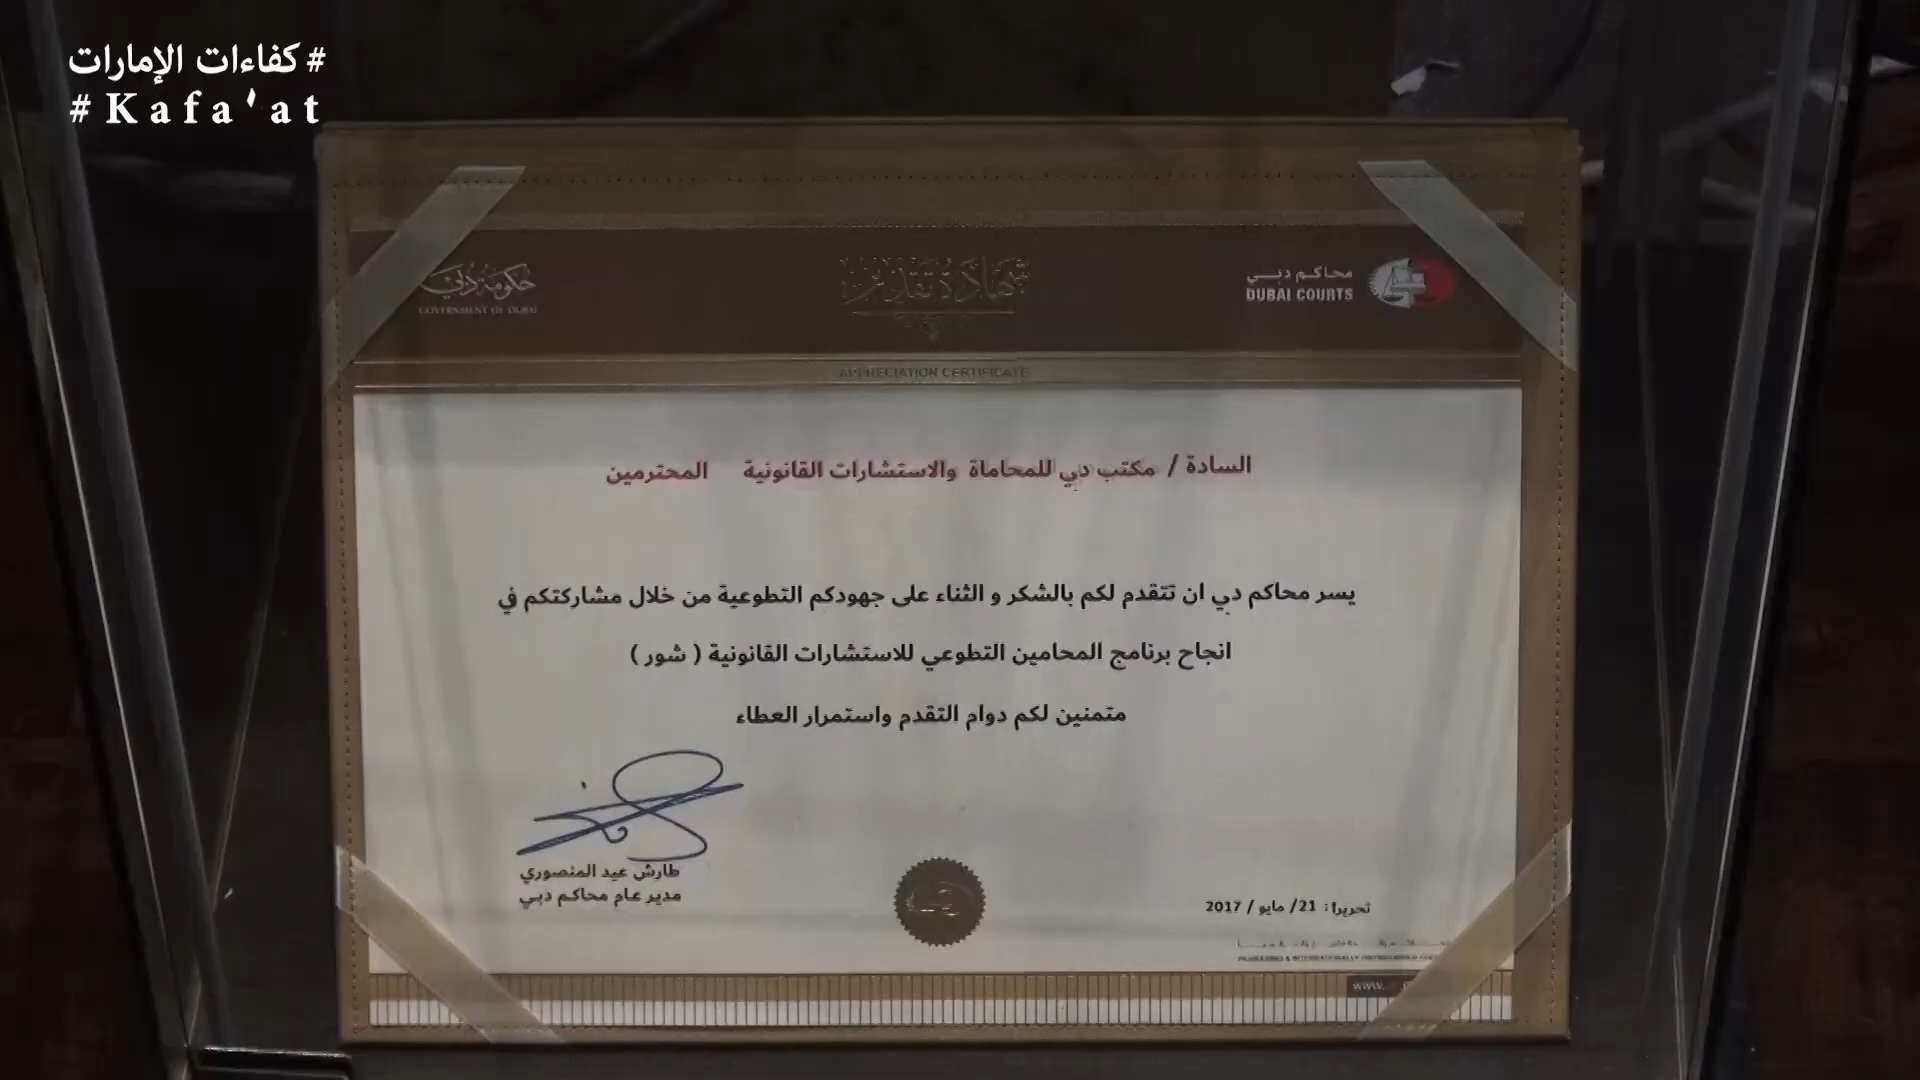 #كفاءات الإمارات
#Kafa'at
حكومة دبي
GOVERNMENT OF DUBAI
شهادة تقدير
محاكم دبي
DUBAI COURTS
APPRECIATION CERTIFICATE
السادة / مكتب دبي للمحاماة والاستشارات القانونية المحترمين
يسر محاكم دبي ان تتقدم لكم بالشكر و الثناء على جهودكم التطوعية من خلال مشاركتكم في
انجاح برنامج المحامين التطوعي للاستشارات القانونية ( شور )
متمنين لكم دوام التقدم واستمرار العطاء
طارش عيد المنصوري
مدير عام محاكم دبي
تحريرا: 21/ مايو / 2017
www.